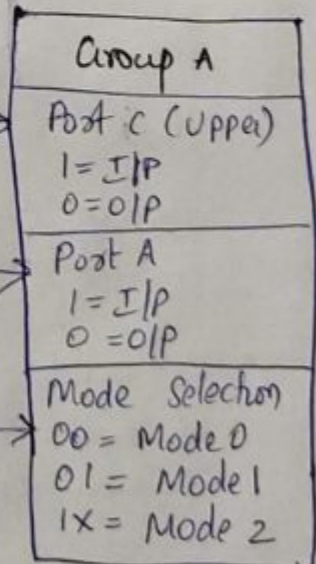 Group A
Port C (Upper)
1 = I/P
0 = O/P
Port A
1 = I/P
0 = O/P
Mode Selection
00 = Mode 0
01 = Mode 1
1X = Mode 2